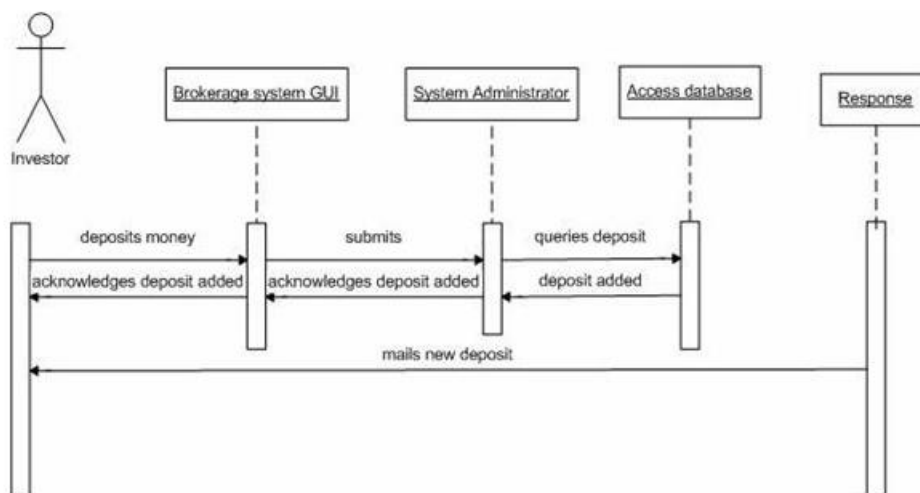 Brokerage system GUI
System Administrator
Access database
Response
Investor
deposits money
submits
queries deposit
acknowledges deposit added
acknowledges deposit added
deposit added
mails new deposit